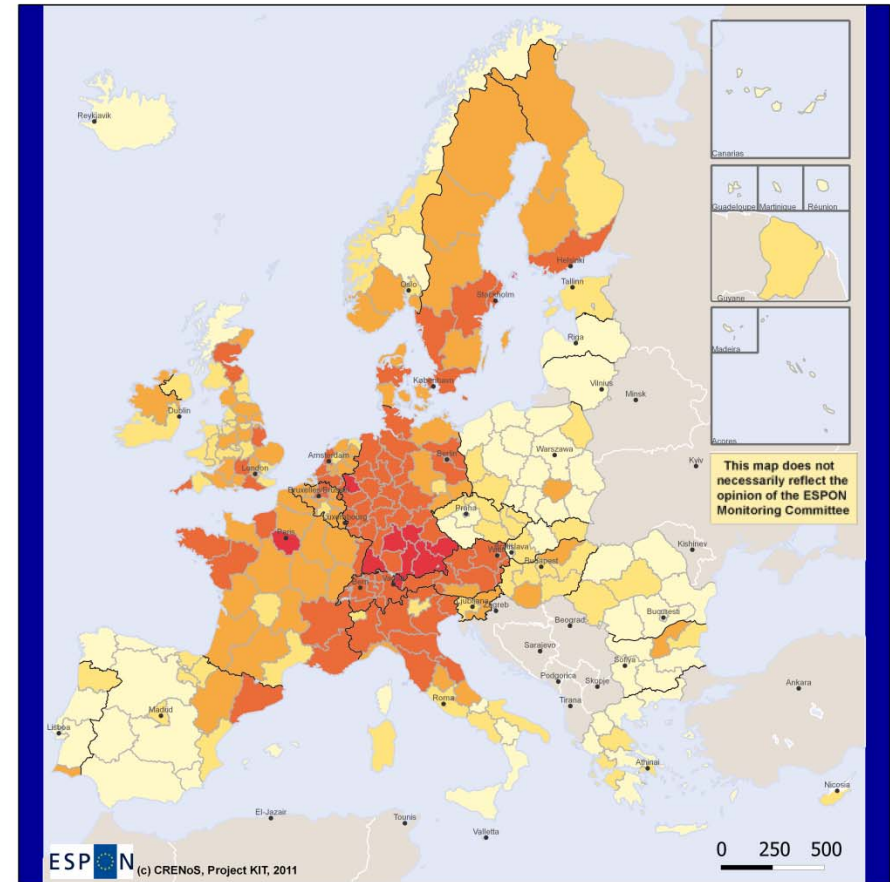 Reykjavik
Canarias
Guadeloupe
Martinique
Réunion
Guyane
Madeira
Acores
Oslo
Helsinki
Tallinn
Stockholm
Riga
Vilnius
Minsk
København
Dublin
Amsterdam
Berlin
London
Warszawa
Kyiv
This map does not
necessarily reflect the
opinion of the ESPON
Monitoring Committee
Praha
Paris
Kishinev
Budapest
Ljubljana
Zagreb
Bucuresti
Beograd
Sarajevo
Sofiya
Podgorica
Skopje
Tirana
Ankara
Roma
Madrid
Lisboa
Athinai
Nicosia
El-Jazair
Tounis
Valletta
ESPON
(c) CRENoS, Project KIT, 2011
0 250 500